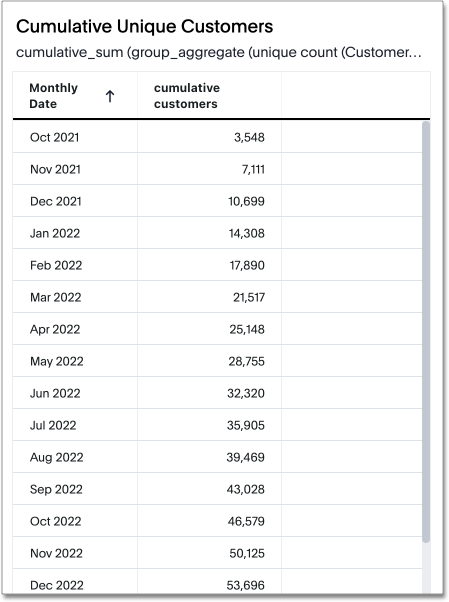 Cumulative Unique Customers
cumulative_sum (group_aggregate (unique count (Customer...
Monthly Date ↑ cumulative customers
Oct 2021 3,548
Nov 2021 7,111
Dec 2021 10,699
Jan 2022 14,308
Feb 2022 17,890
Mar 2022 21,517
Apr 2022 25,148
May 2022 28,755
Jun 2022 32,320
Jul 2022 35,905
Aug 2022 39,469
Sep 2022 43,028
Oct 2022 46,579
Nov 2022 50,125
Dec 2022 53,696